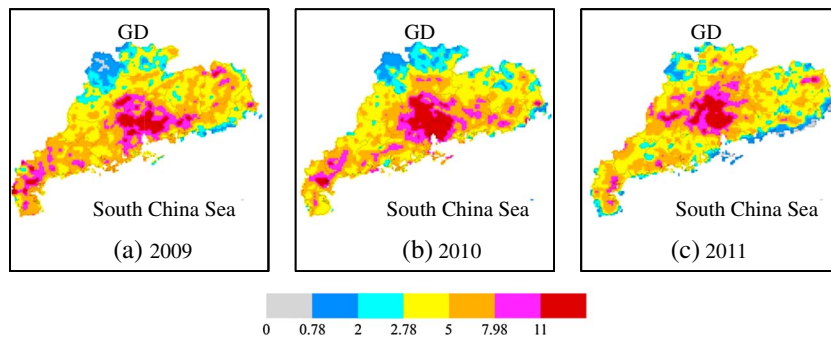 GD
South China Sea
(a) 2009
GD
South China Sea
(b) 2010
GD
South China Sea
(c) 2011
0 0.78 2 2.78 5 7.98 11